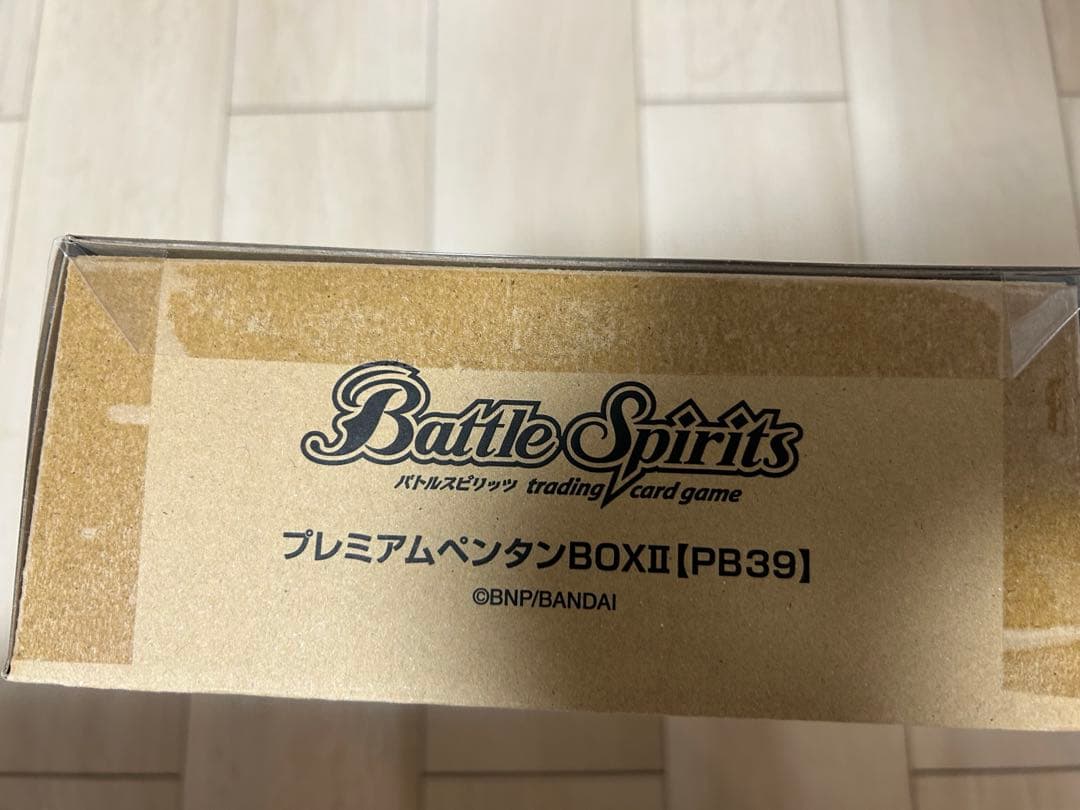 Battle Spirits
バトルスピリッツ trading card game
プレミアムペンタンBOXⅡ【PB39】
©BNP/BANDAI